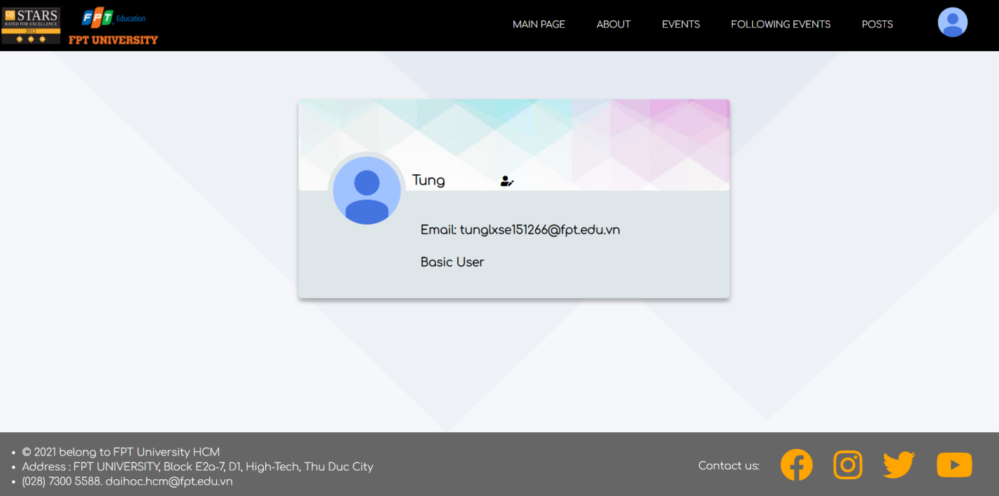 QS STARS
RATED FOR EXCELLENCE
2012
FPT Education
FPT UNIVERSITY
MAIN PAGE ABOUT EVENTS FOLLOWING EVENTS POSTS
Tung
Email: tunglxse151266@fpt.edu.vn
Basic User
• © 2021 belong to FPT University HCM
• Address : FPT UNIVERSITY, Block E2a-7, D1, High-Tech, Thu Duc City
• (028) 7300 5588. daihoc.hcm@fpt.edu.vn
Contact us: